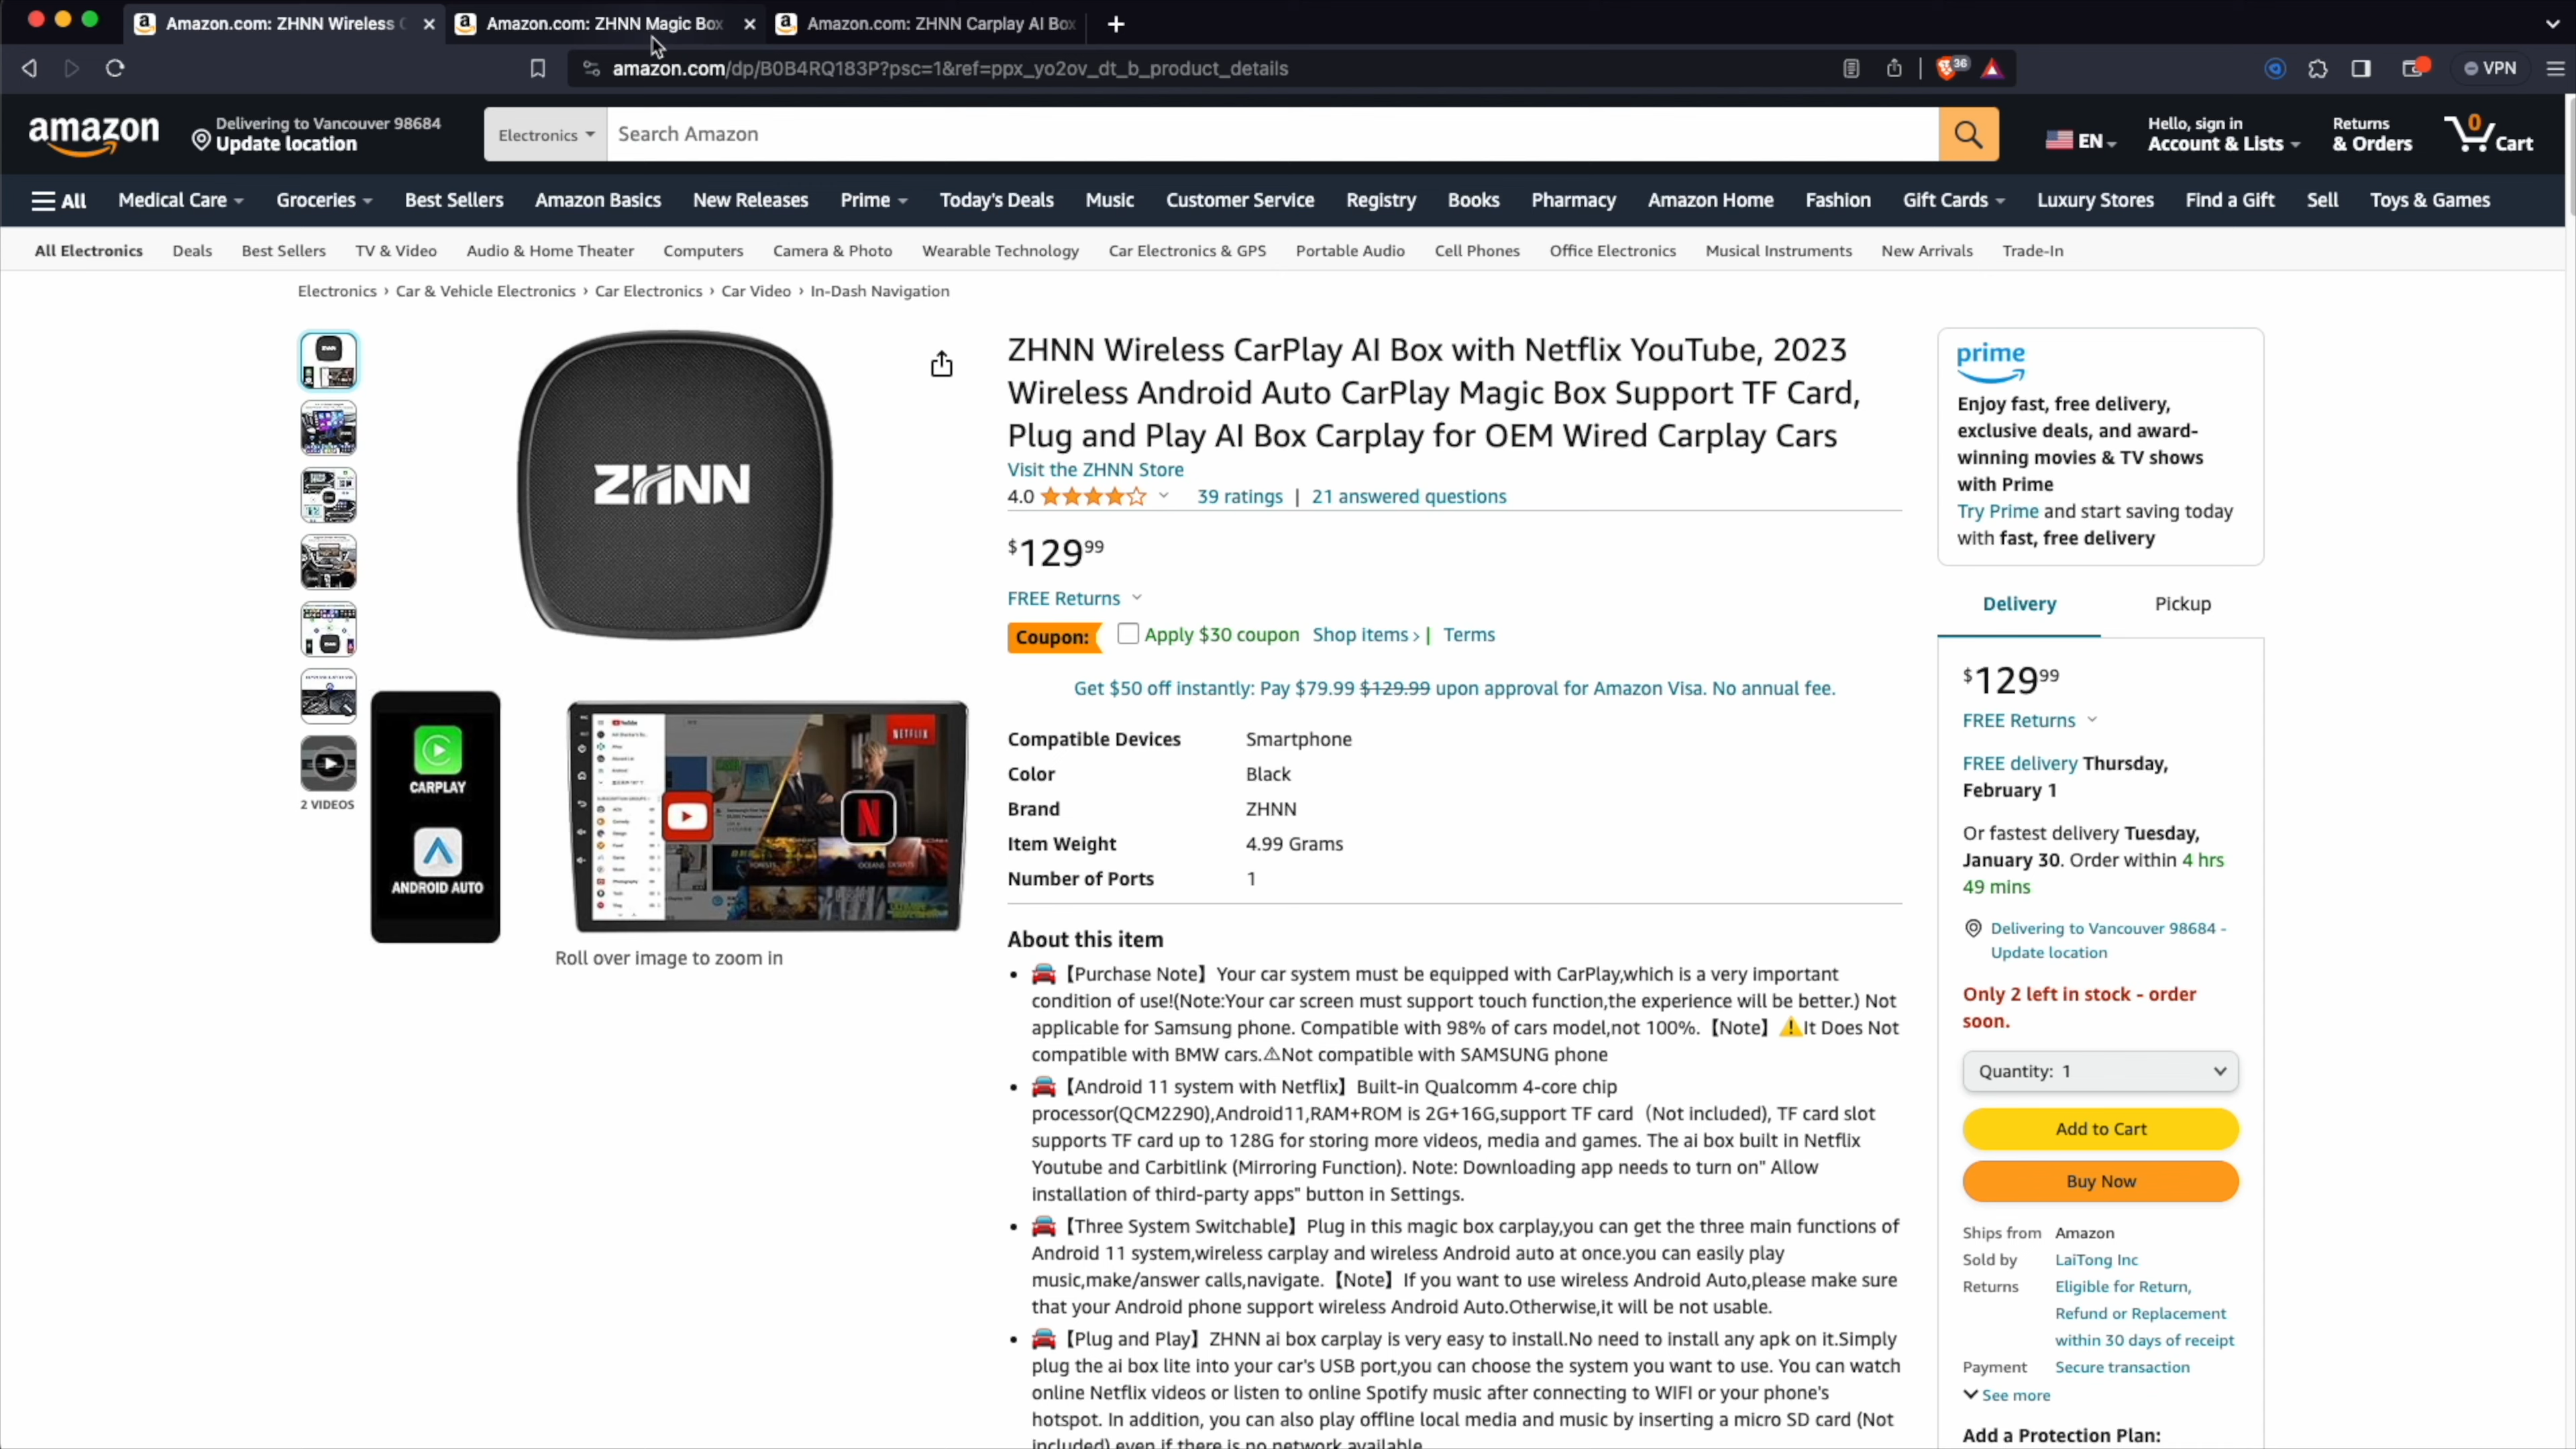 Amazon.com: ZHNN Wireless
Amazon.com: ZHNN Magic Box
Amazon.com: ZHNN Carplay AI Box
amazon.com/dp/B0B4RQ183P?psc=1&ref=ppx_yo2ov_dt_b_product_details
36
VPN
amazon
Delivering to Vancouver 98684
Update location
Electronics
Search Amazon
EN
Hello, sign in
Account & Lists
Returns
& Orders
0
Cart
All
Medical Care
Groceries
Best Sellers
Amazon Basics
New Releases
Prime
Today's Deals
Music
Customer Service
Registry
Books
Pharmacy
Amazon Home
Fashion
Gift Cards
Luxury Stores
Find a Gift
Sell
Toys & Games
All Electronics
Deals
Best Sellers
TV & Video
Audio & Home Theater
Computers
Camera & Photo
Wearable Technology
Car Electronics & GPS
Portable Audio
Cell Phones
Office Electronics
Musical Instruments
New Arrivals
Trade-In
Electronics › Car & Vehicle Electronics › Car Electronics › Car Video › In-Dash Navigation
2 VIDEOS
ZHNN
CARPLAY
ANDROID AUTO
YouTube
NETFLIX
N
Roll over image to zoom in
ZHNN Wireless CarPlay AI Box with Netflix YouTube, 2023
Wireless Android Auto CarPlay Magic Box Support TF Card,
Plug and Play AI Box Carplay for OEM Wired Carplay Cars
Visit the ZHNN Store
4.0 39 ratings | 21 answered questions
$129 99
FREE Returns
Coupon: Apply $30 coupon Shop items › | Terms
Get $50 off instantly: Pay $79.99 $129.99 upon approval for Amazon Visa. No annual fee.
Compatible Devices Smartphone
Color Black
Brand ZHNN
Item Weight 4.99 Grams
Number of Ports 1
About this item
• 🚘【Purchase Note】Your car system must be equipped with CarPlay,which is a very important
condition of use!(Note:Your car screen must support touch function,the experience will be better.) Not
applicable for Samsung phone. Compatible with 98% of cars model,not 100%.【Note】⚠️It Does Not
compatible with BMW cars.⚠Not compatible with SAMSUNG phone
• 🚘【Android 11 system with Netflix】Built-in Qualcomm 4-core chip
processor(QCM2290),Android11,RAM+ROM is 2G+16G,support TF card（Not included), TF card slot
supports TF card up to 128G for storing more videos, media and games. The ai box built in Netflix
Youtube and Carbitlink (Mirroring Function). Note: Downloading app needs to turn on" Allow
installation of third-party apps" button in Settings.
• 🚘【Three System Switchable】Plug in this magic box carplay,you can get the three main functions of
Android 11 system,wireless carplay and wireless Android auto at once.you can easily play
music,make/answer calls,navigate.【Note】If you want to use wireless Android Auto,please make sure
that your Android phone support wireless Android Auto.Otherwise,it will be not usable.
• 🚘【Plug and Play】ZHNN ai box carplay is very easy to install.No need to install any apk on it.Simply
plug the ai box lite into your car's USB port,you can choose the system you want to use. You can watch
online Netflix videos or listen to online Spotify music after connecting to WIFI or your phone's
hotspot. In addition, you can also play offline local media and music by inserting a micro SD card (Not
included) even if there is no network available
prime
Enjoy fast, free delivery,
exclusive deals, and award-
winning movies & TV shows
with Prime
Try Prime and start saving today
with fast, free delivery
Delivery
Pickup
$129 99
FREE Returns
FREE delivery Thursday,
February 1
Or fastest delivery Tuesday,
January 30. Order within 4 hrs
49 mins
Delivering to Vancouver 98684 -
Update location
Only 2 left in stock - order
soon.
Quantity: 1
Add to Cart
Buy Now
Ships from Amazon
Sold by LaiTong Inc
Returns Eligible for Return,
Refund or Replacement
within 30 days of receipt
Payment Secure transaction
See more
Add a Protection Plan: